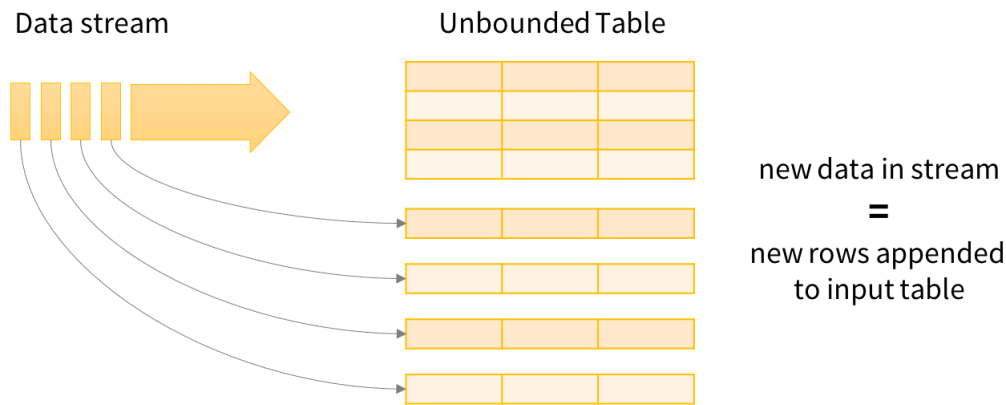 Data stream
Unbounded Table
new data in stream
=
new rows appended
to input table